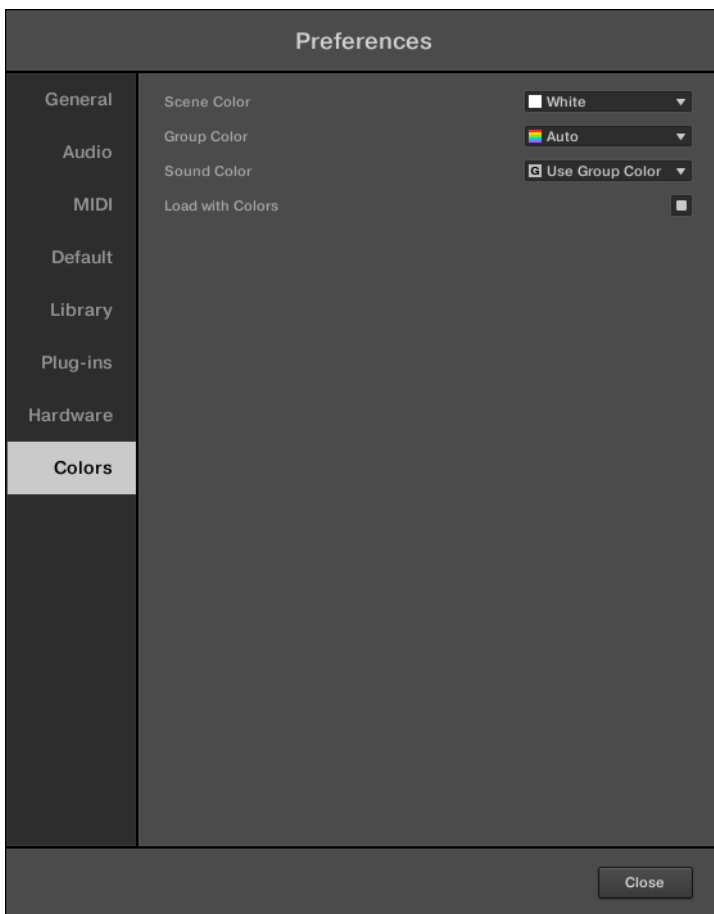 Preferences
General
Audio
MIDI
Default
Library
Plug-ins
Hardware
Colors
Scene Color White
Group Color Auto
Sound Color G Use Group Color
Load with Colors
Close